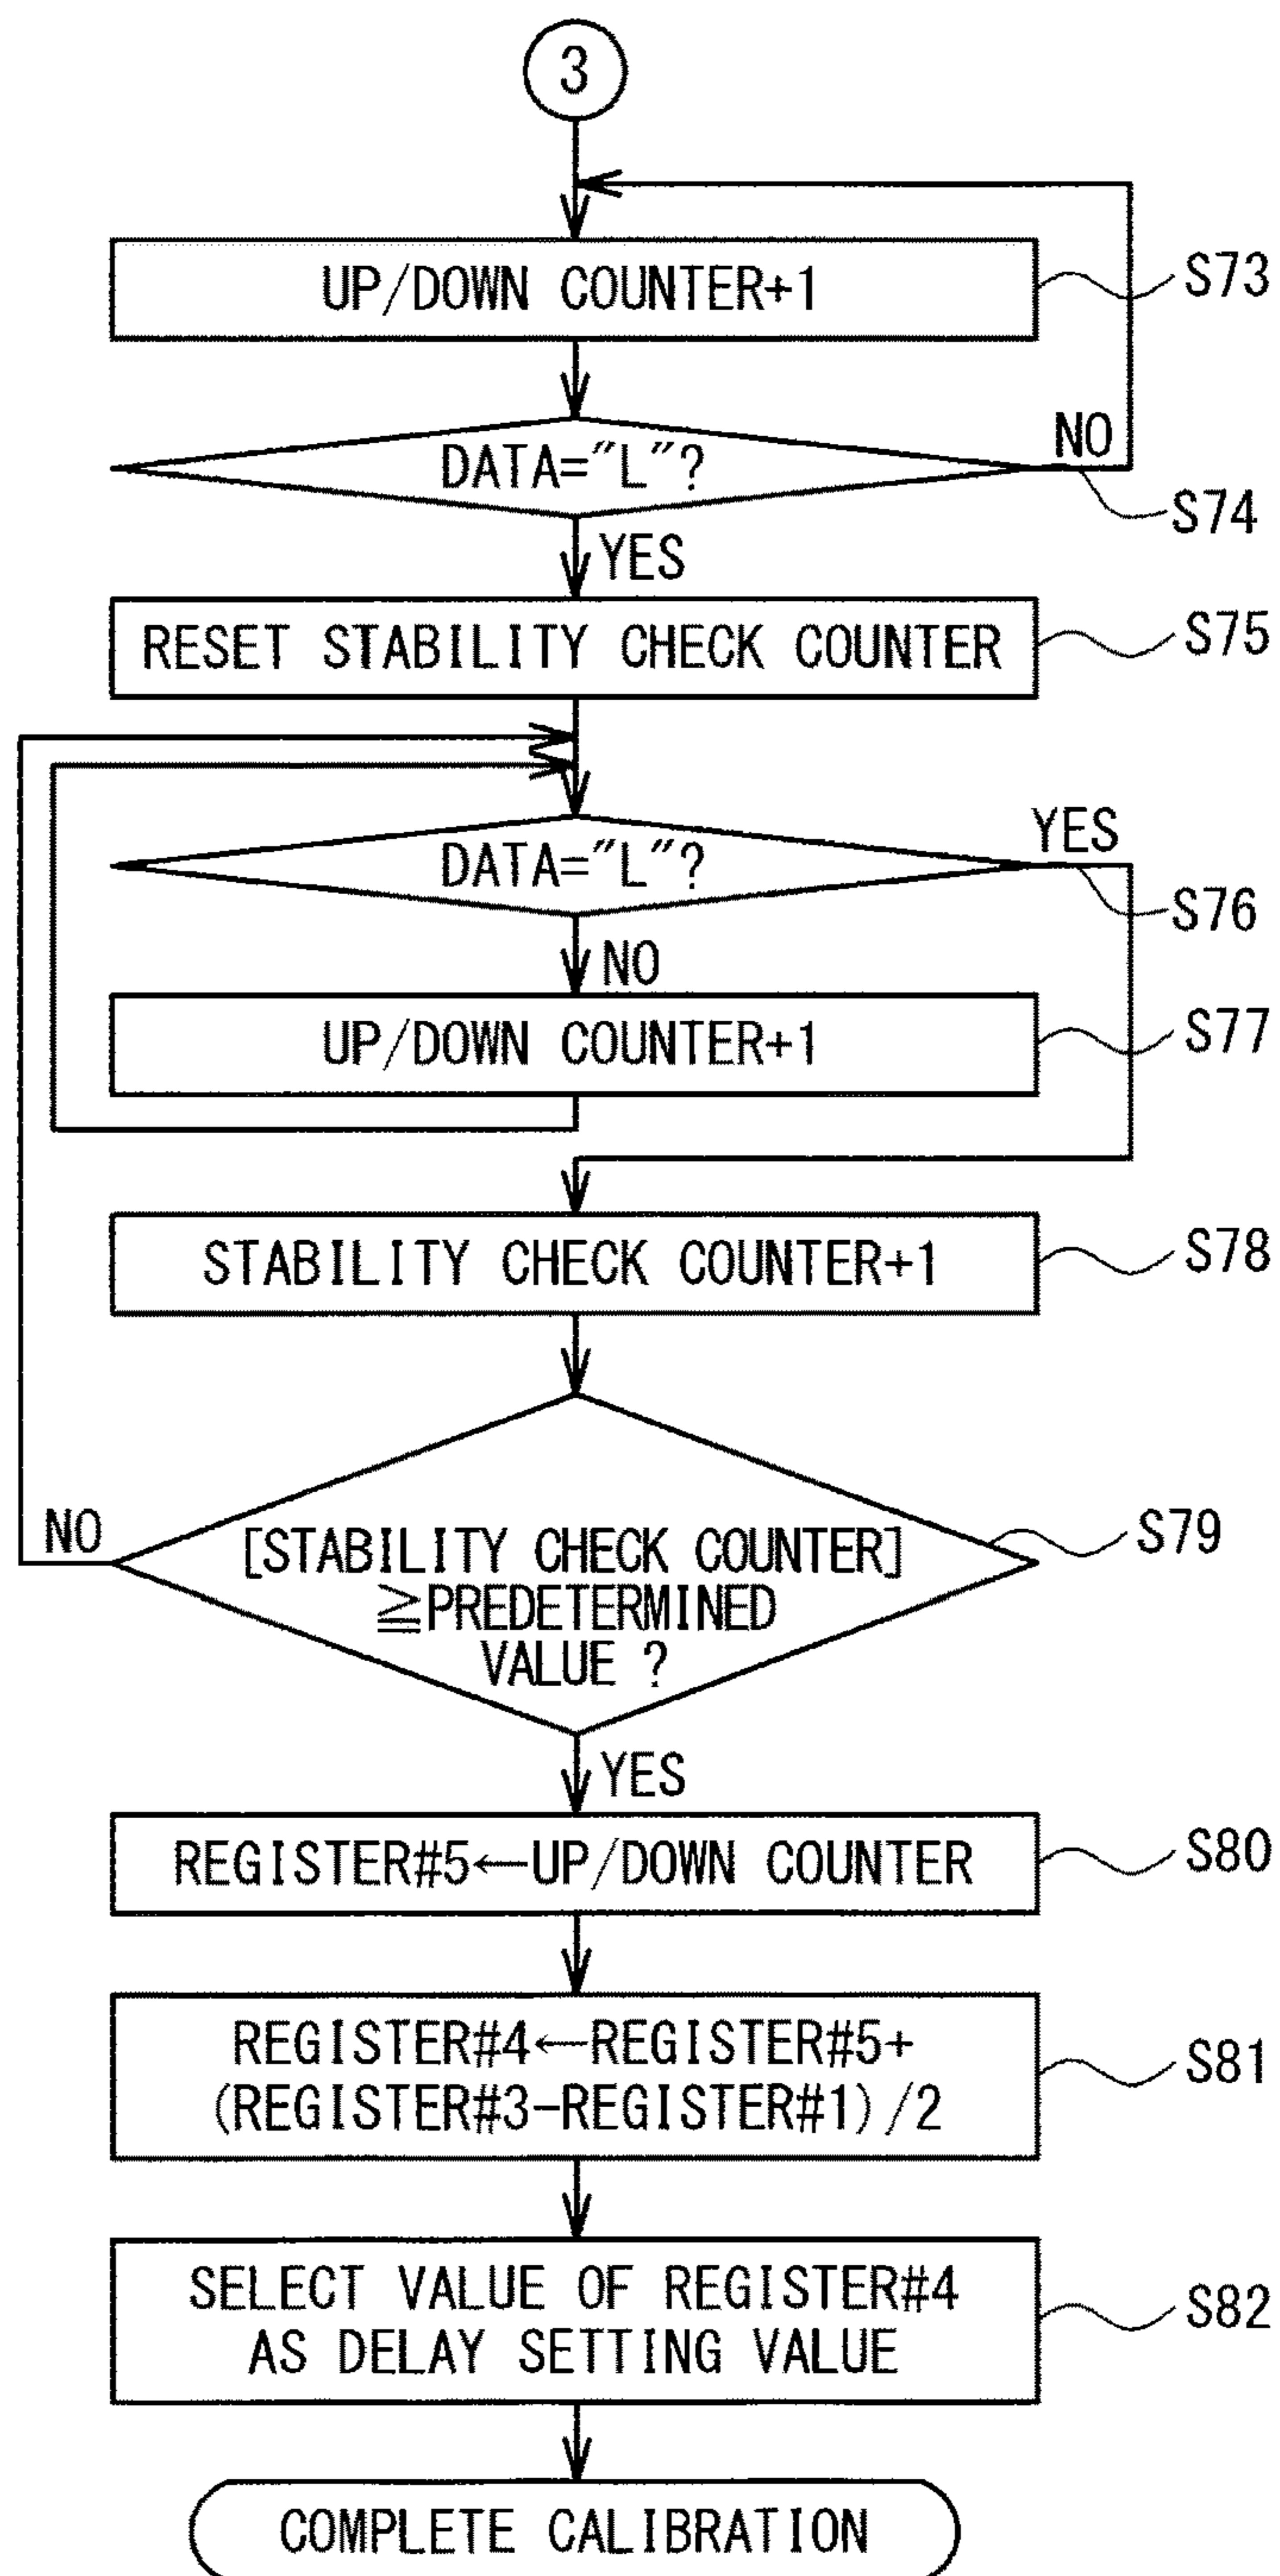 3
UP/DOWN COUNTER+1
S73
DATA="L"?
NO
S74
YES
RESET STABILITY CHECK COUNTER
S75
DATA="L"?
YES
S76
NO
UP/DOWN COUNTER+1
S77
STABILITY CHECK COUNTER+1
S78
NO
[STABILITY CHECK COUNTER]
≧PREDETERMINED
VALUE ?
S79
YES
REGISTER#5←UP/DOWN COUNTER
S80
REGISTER#4←REGISTER#5+
(REGISTER#3-REGISTER#1)/2
S81
SELECT VALUE OF REGISTER#4
AS DELAY SETTING VALUE
S82
COMPLETE CALIBRATION